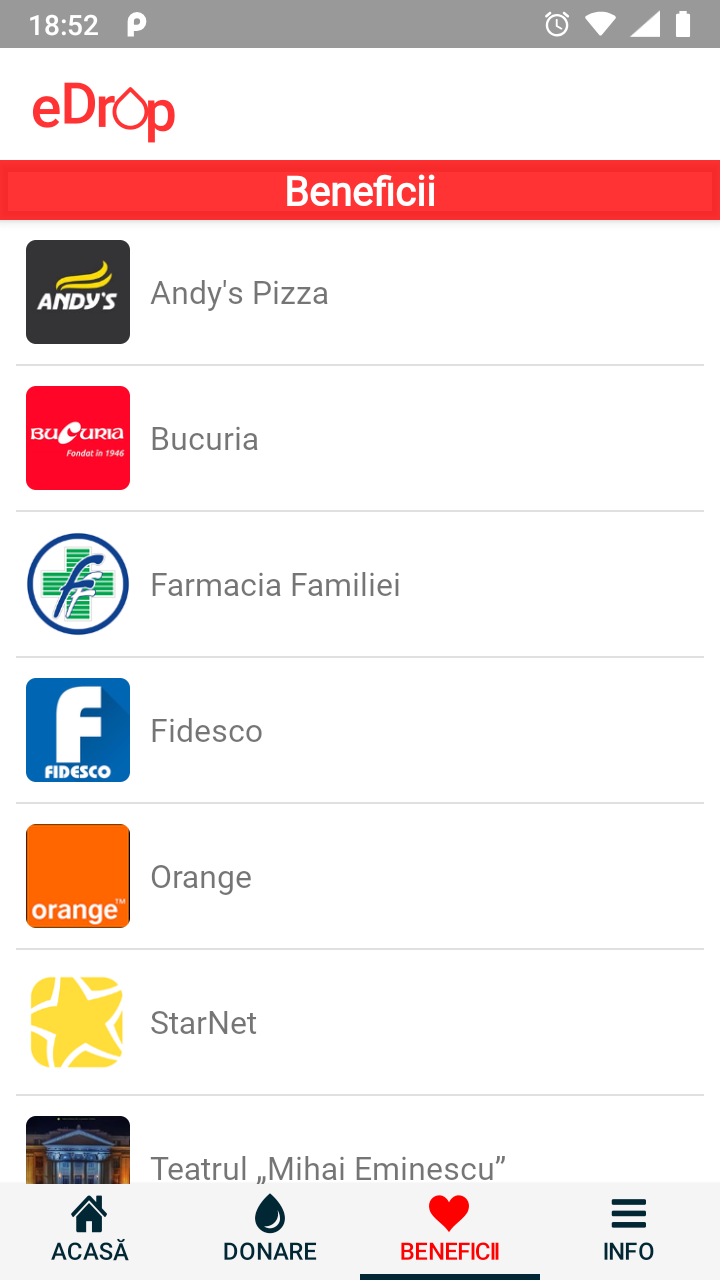 18:52
eDrop
Beneficii
ANDY'S
Andy's Pizza
BUCURIA
Fondat în 1946
Bucuria
Farmacia Familiei
FIDESCO
Fidesco
orange™
Orange
StarNet
Teatrul „Mihai Eminescu”
ACASĂ DONARE BENEFICII INFO